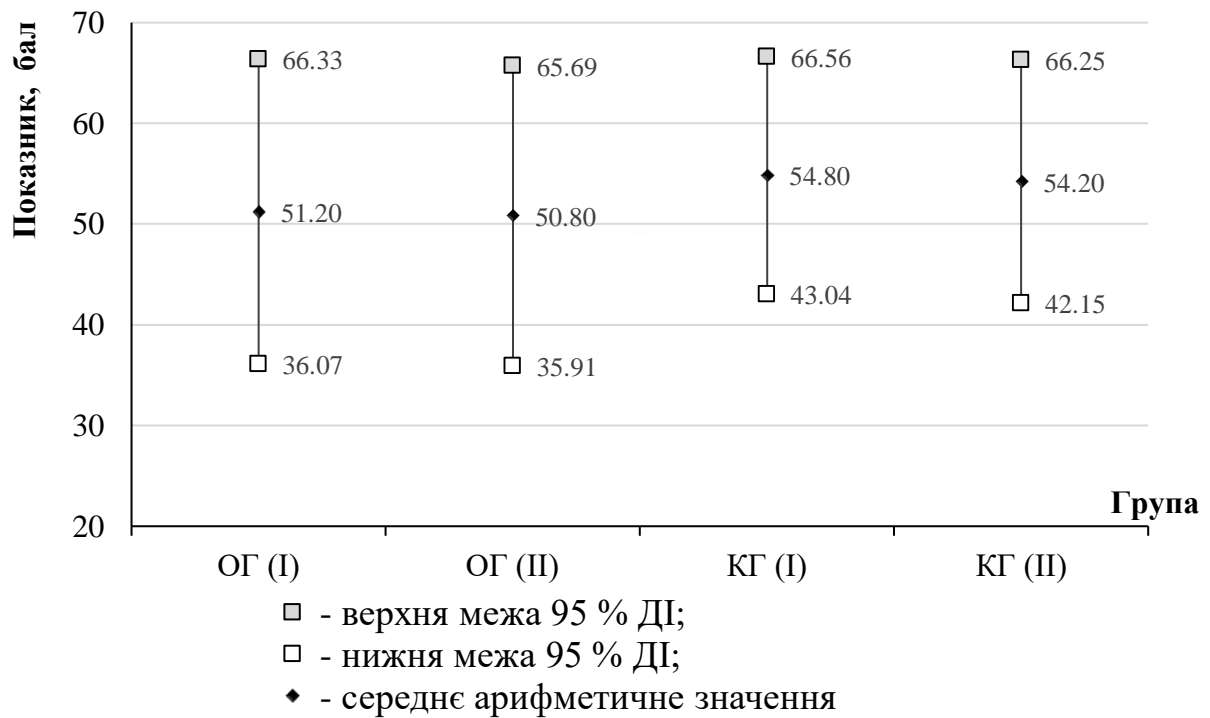 Показник, бал
70
60
50
40
30
20
66.33
65.69
66.56
66.25
51.20
50.80
54.80
54.20
36.07
35.91
43.04
42.15
Група
ОГ (I)
ОГ (II)
КГ (I)
КГ (II)
- верхня межа 95 % ДІ;
- нижня межа 95 % ДІ;
- середнє арифметичне значення